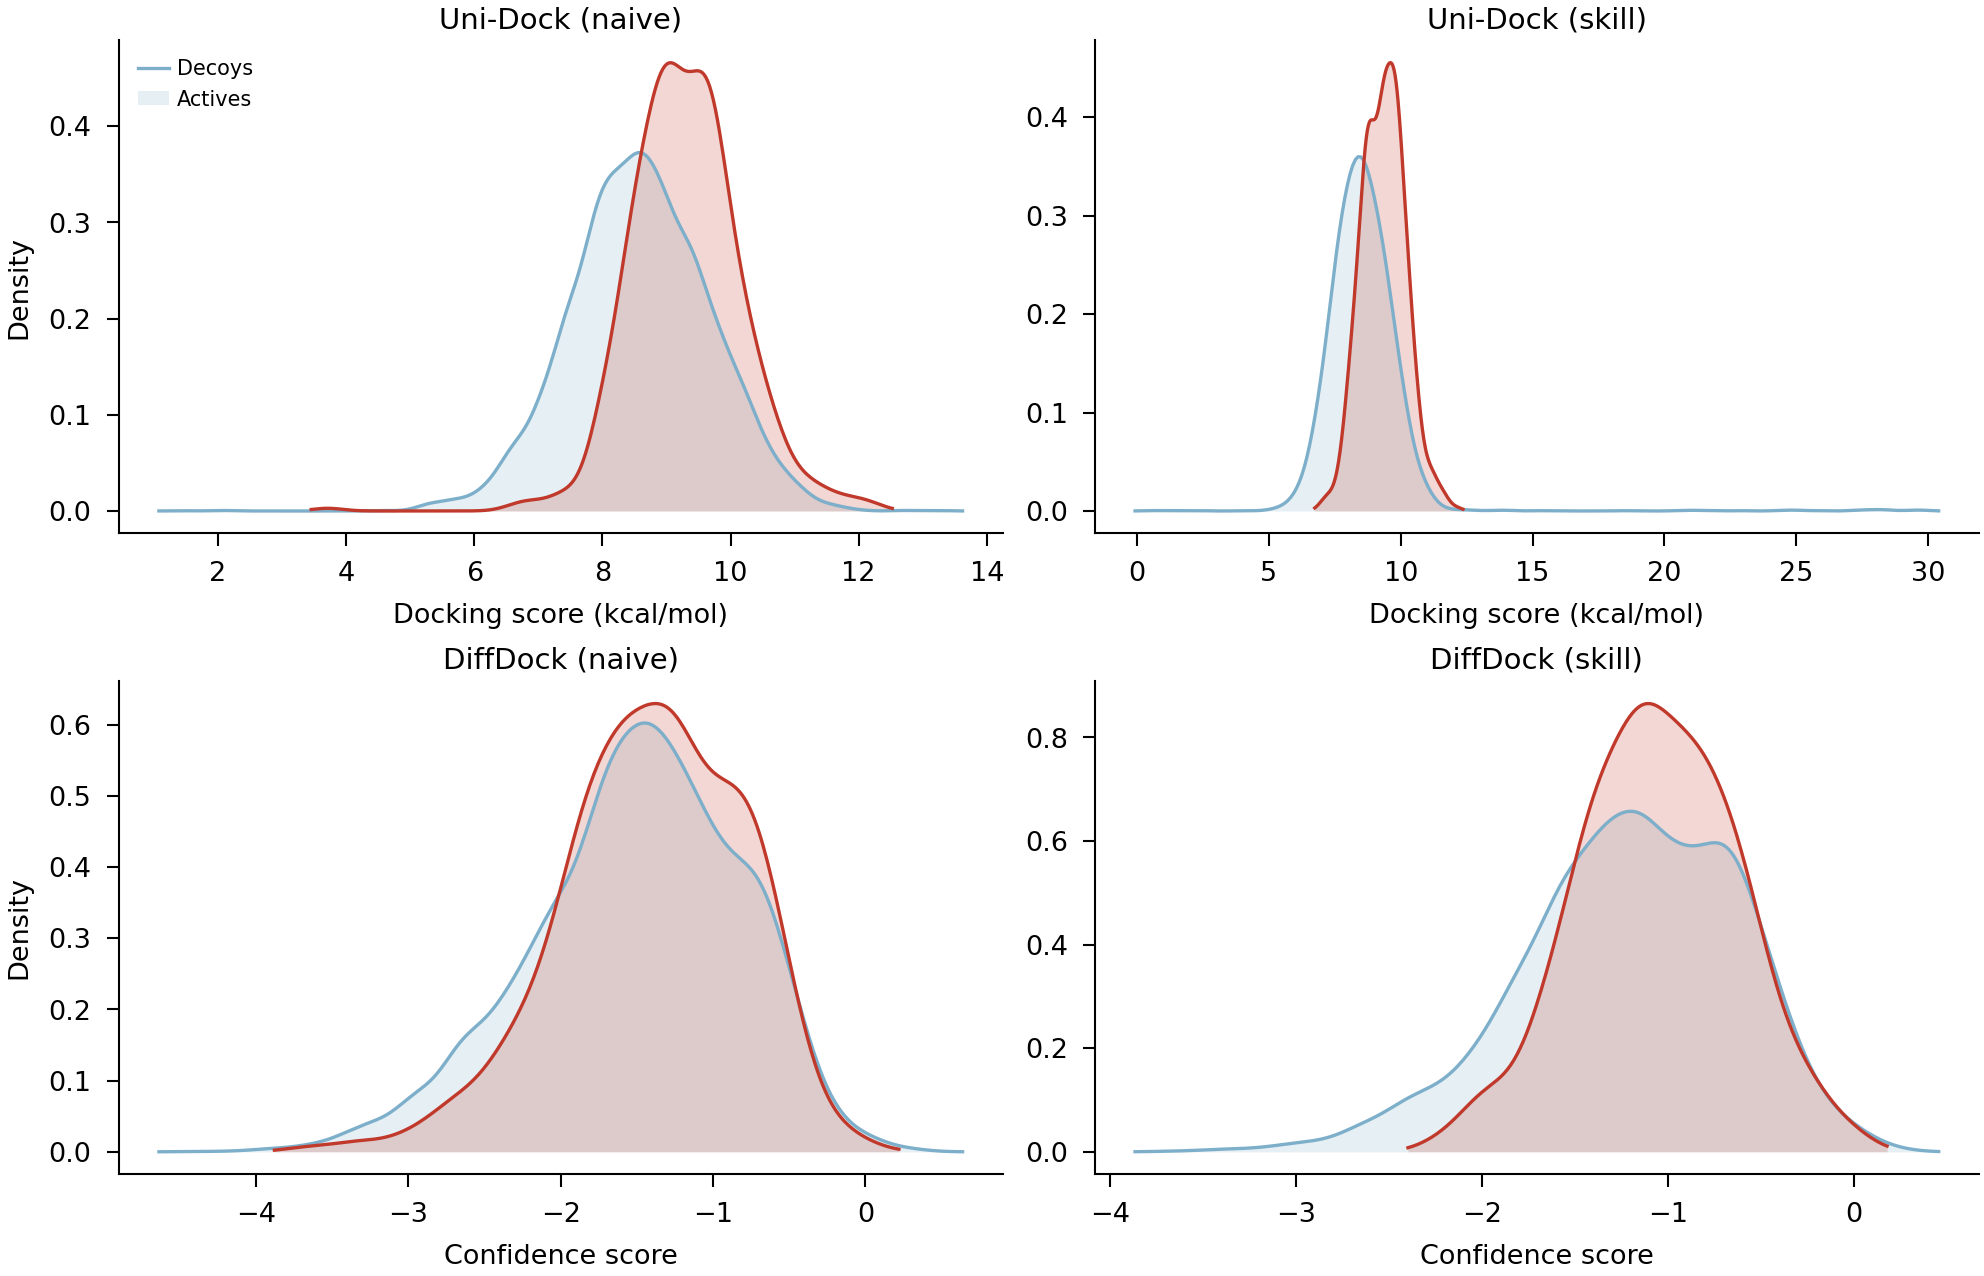 Uni-Dock (naive)
Decoys
Actives
Density
0.4
0.3
0.2
0.1
0.0
2 4 6 8 10 12 14
Docking score (kcal/mol)
Uni-Dock (skill)
0.4
0.3
0.2
0.1
0.0
0 5 10 15 20 25 30
Docking score (kcal/mol)
DiffDock (naive)
Density
0.6
0.5
0.4
0.3
0.2
0.1
0.0
−4 −3 −2 −1 0
Confidence score
DiffDock (skill)
0.8
0.6
0.4
0.2
0.0
−4 −3 −2 −1 0
Confidence score